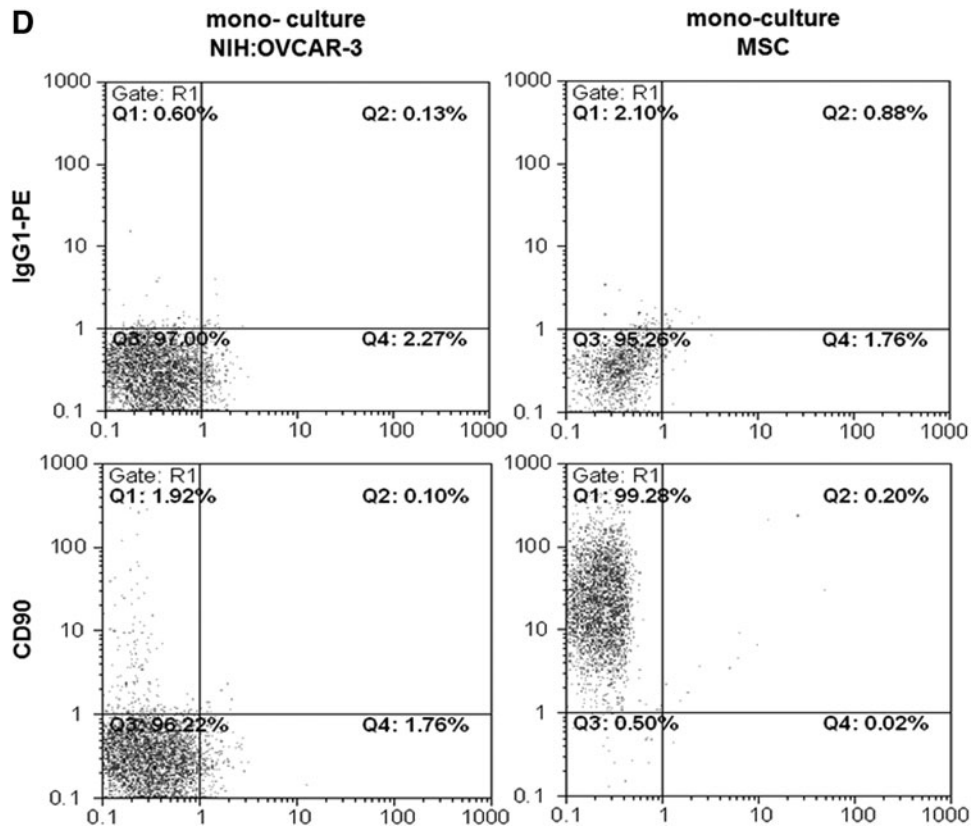 D
mono- culture
NIH:OVCAR-3
mono-culture
MSC
IgG1-PE
1000
100
10
1
0.1
Gate: R1
Q1: 0.60%
Q2: 0.13%
Q3: 97.00%
Q4: 2.27%
0.1 1 10 100 1000
1000
100
10
1
0.1
Gate: R1
Q1: 2.10%
Q2: 0.88%
Q3: 95.26%
Q4: 1.76%
0.1 1 10 100 1000
CD90
1000
100
10
1
0.1
Gate: R1
Q1: 1.92%
Q2: 0.10%
Q3: 96.22%
Q4: 1.76%
0.1 1 10 100 1000
1000
100
10
1
0.1
Gate: R1
Q1: 99.28%
Q2: 0.20%
Q3: 0.50%
Q4: 0.02%
0.1 1 10 100 1000